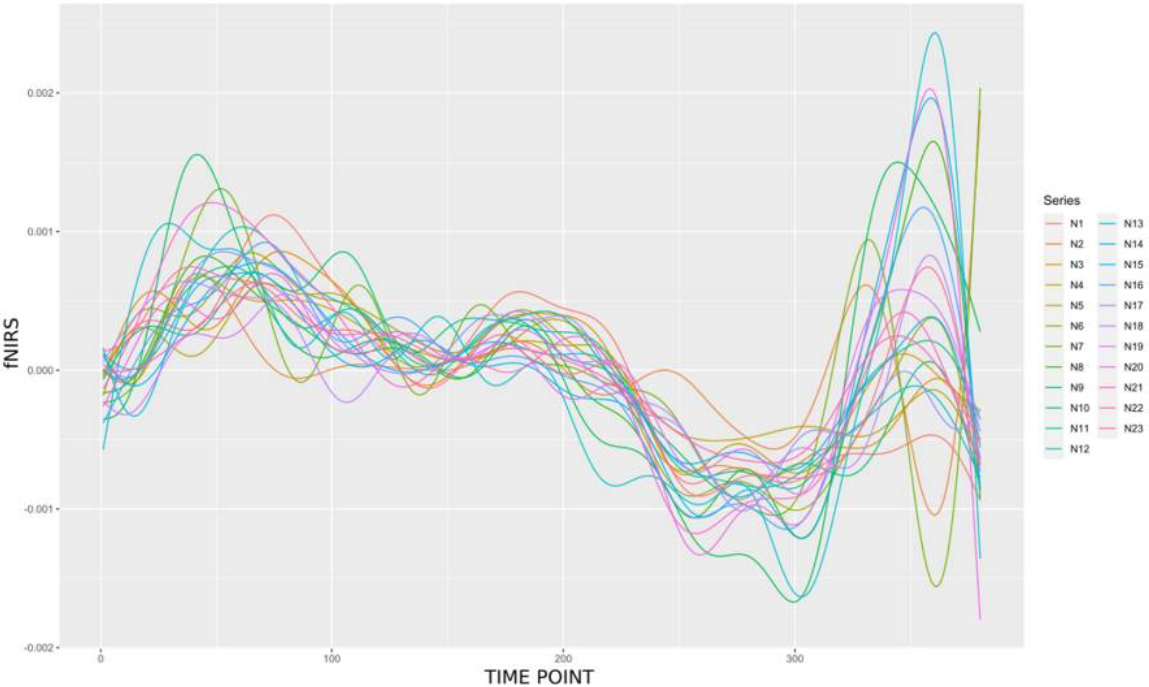 0.002
0.001
0.000
-0.001
-0.002
fNIRS
0
100
200
300
TIME POINT
Series
N1
N2
N3
N4
N5
N6
N7
N8
N9
N10
N11
N12
N13
N14
N15
N16
N17
N18
N19
N20
N21
N22
N23